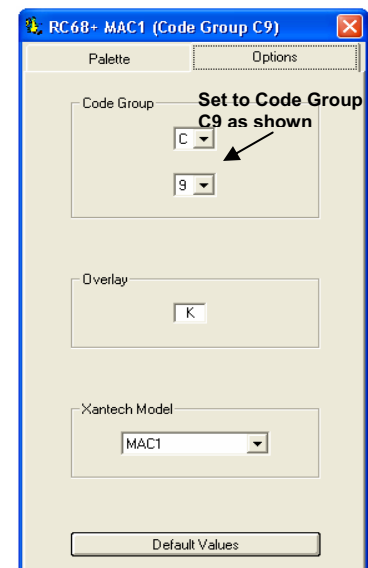 RC68+ MAC1 (Code Group C9)
Palette
Options
Code Group
Set to Code Group
C9 as shown
C
9
Overlay
K
Xantech Model
MAC1
Default Values